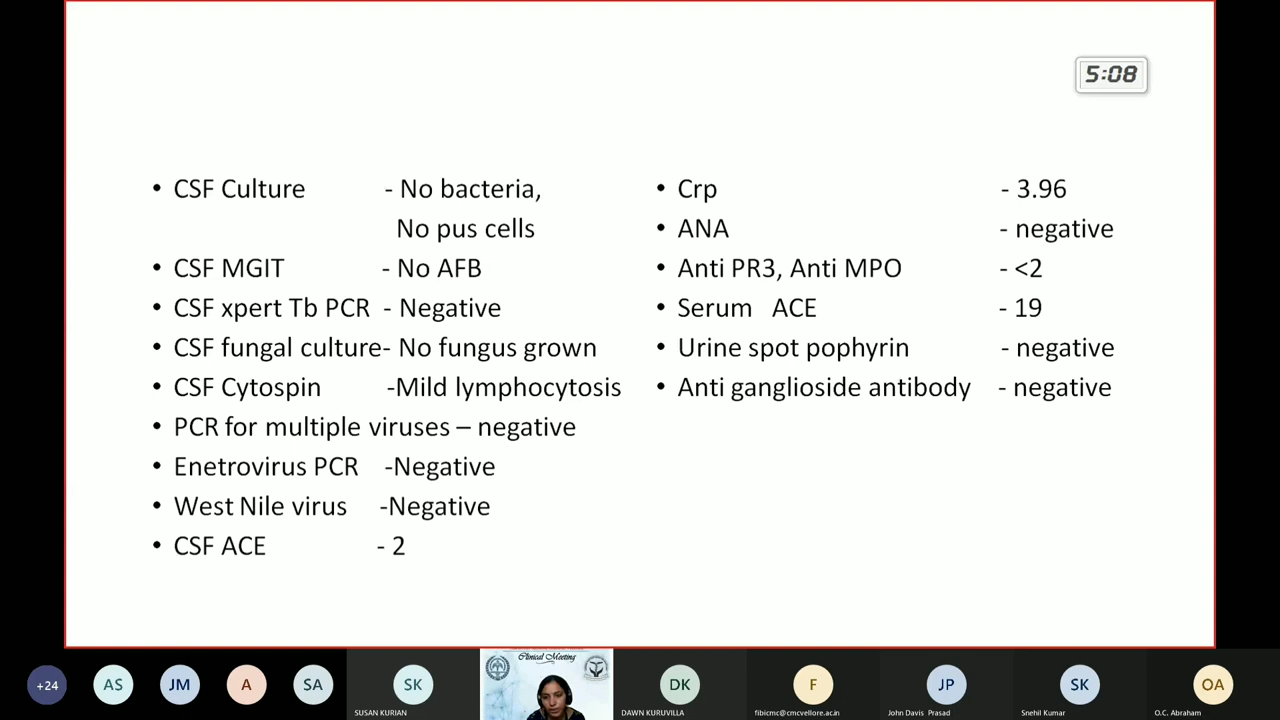 5:08
• CSF Culture - No bacteria,
No pus cells
• CSF MGIT - No AFB
• CSF xpert Tb PCR - Negative
• CSF fungal culture- No fungus grown
• CSF Cytospin -Mild lymphocytosis
• PCR for multiple viruses – negative
• Enetrovirus PCR -Negative
• West Nile virus -Negative
• CSF ACE - 2
• Crp - 3.96
• ANA - negative
• Anti PR3, Anti MPO - <2
• Serum ACE - 19
• Urine spot pophyrin - negative
• Anti ganglioside antibody - negative
+24
AS
JM
A
SA
SK
SUSAN KURIAN
Clinical Meeting
DK
DAWN KURUVILLA
F
fibicmc@cmcvellore.ac.in
JP
John Davis Prasad
SK
Snehil Kumar
OA
O.C. Abraham